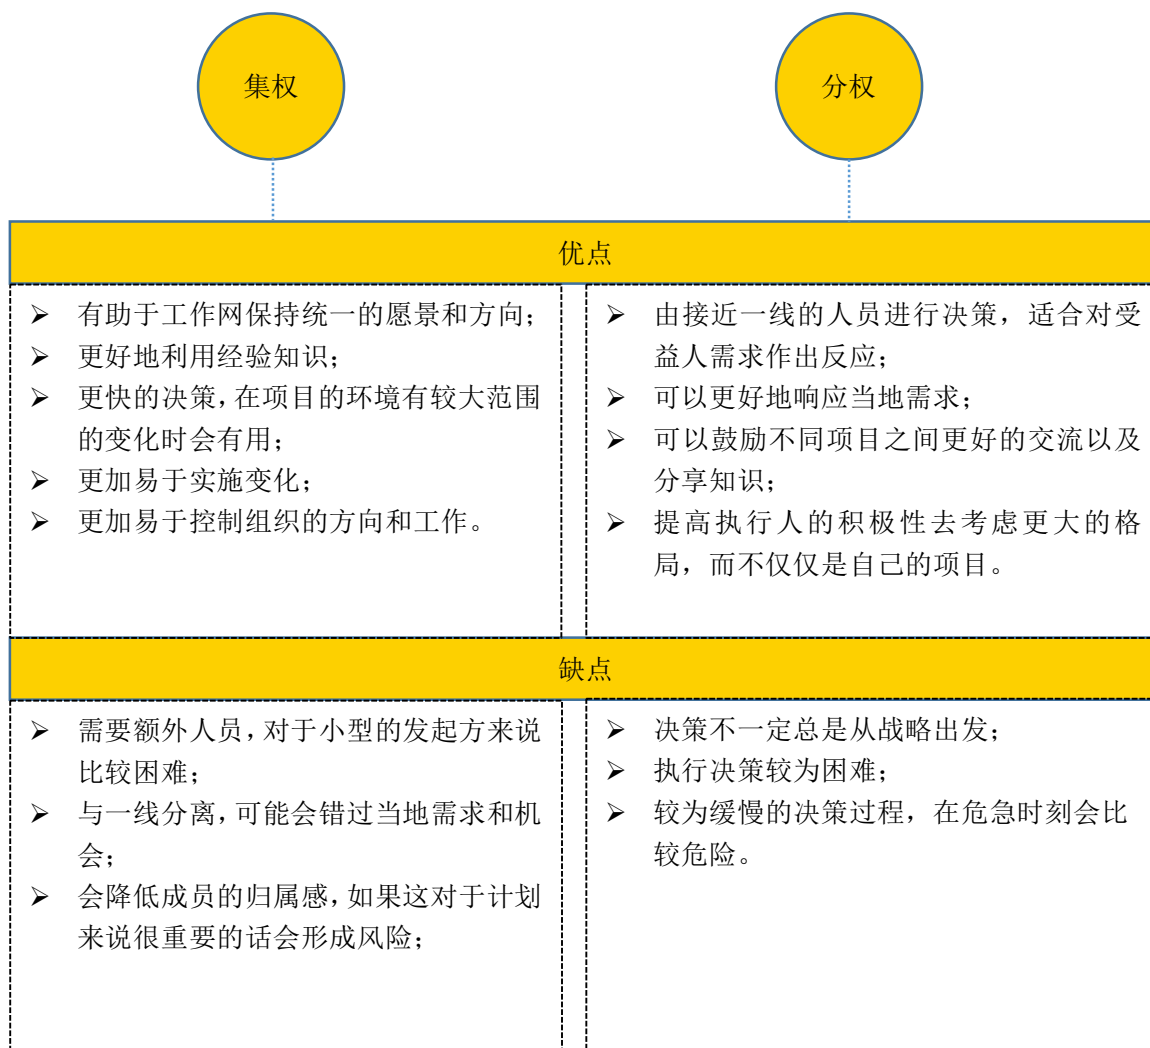 集权
分权
优点
有助于工作网保持统一的愿景和方向；
更好地利用经验知识；
更快的决策，在项目的环境有较大范围
的变化时会有用；
更加易于实施变化；
更加易于控制组织的方向和工作。
由接近一线的人员进行决策，适合对受
益人需求作出反应；
可以更好地响应当地需求；
可以鼓励不同项目之间更好的交流以及
分享知识；
提高执行人的积极性去考虑更大的格
局，而不仅仅是自己的项目。
缺点
需要额外人员，对于小型的发起方来说
比较困难；
与一线分离，可能会错过当地需求和机
会；
会降低成员的归属感，如果这对于计划
来说很重要的话会形成风险；
决策不一定总是从战略出发；
执行决策较为困难；
较为缓慢的决策过程，在危急时刻会比
较危险。